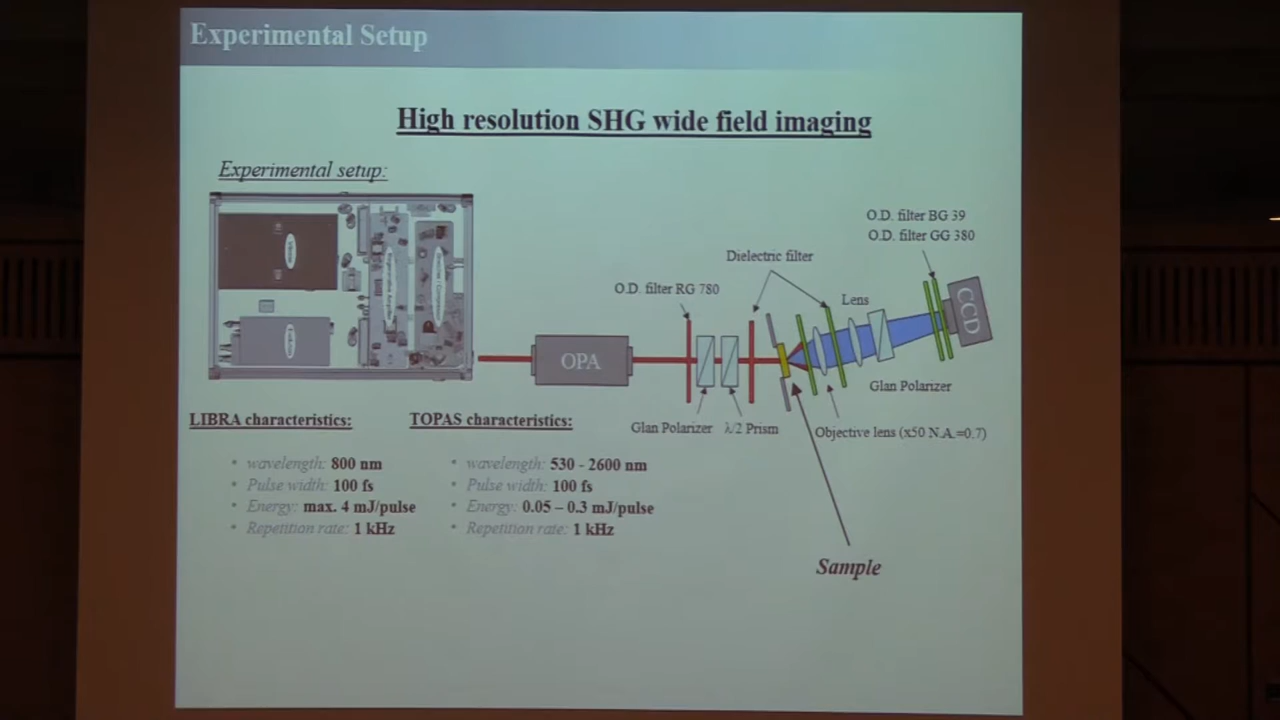 Experimental Setup
High resolution SHG wide field imaging
Experimental setup:
O.D. filter BG 39
O.D. filter GG 380
Dielectric filter
O.D. filter RG 780
Lens
CCD
OPA
Glan Polarizer
Glan Polarizer
λ/2 Prism
Objective lens (x50 N.A.=0.7)
Sample
LIBRA characteristics:
• wavelength: 800 nm
• Pulse width: 100 fs
• Energy: max. 4 mJ/pulse
• Repetition rate: 1 kHz
TOPAS characteristics:
• wavelength: 530 - 2600 nm
• Pulse width: 100 fs
• Energy: 0.05 – 0.3 mJ/pulse
• Repetition rate: 1 kHz